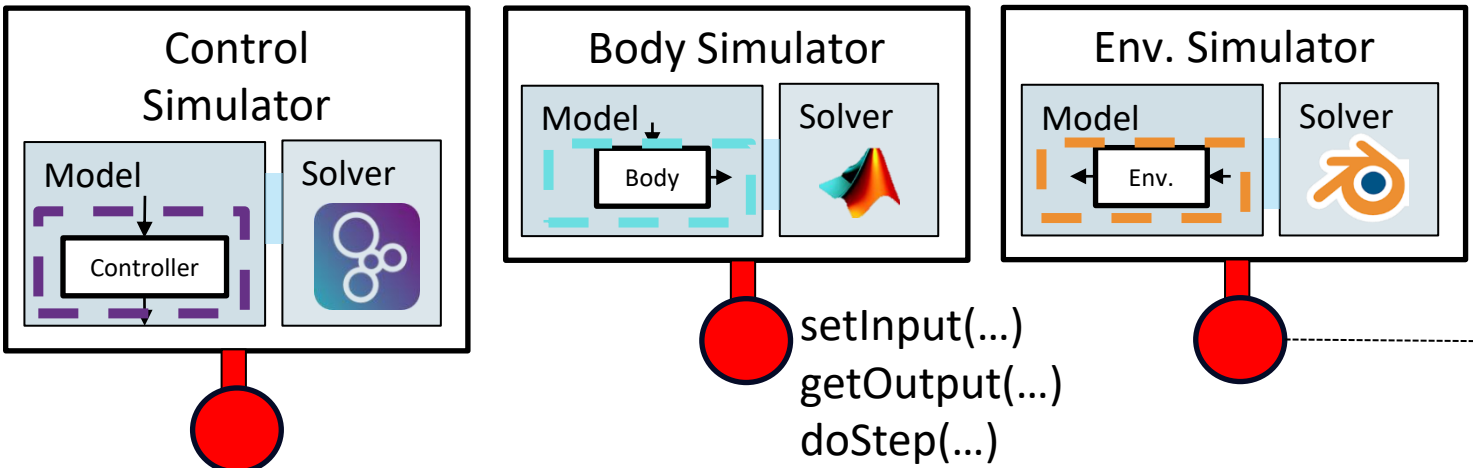 Control
Simulator
Model
Solver
Controller
Body Simulator
Model
Solver
Body
Env. Simulator
Model
Solver
Env.
setInput(…)
getOutput(…)
doStep(…)